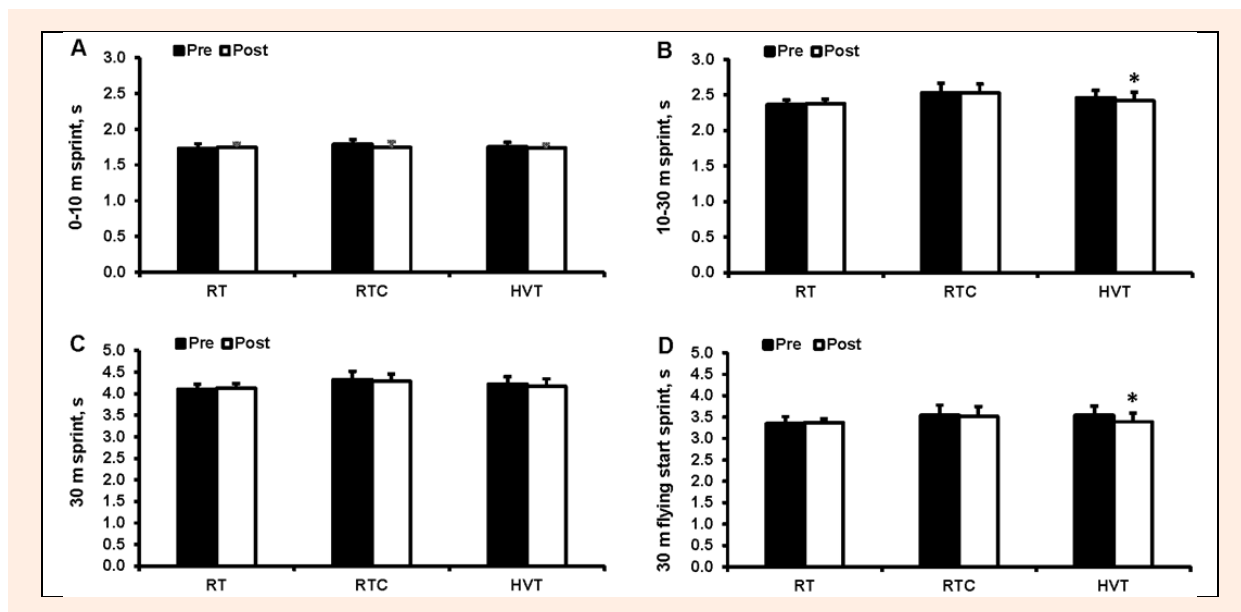 A
Pre Post
3.0
2.5
2.0
1.5
1.0
0.5
0.0
0-10 m sprint, s
RT RTC HVT
B
Pre Post
3.0
2.5
2.0
1.5
1.0
0.5
0.0
10-30 m sprint, s
*
RT RTC HVT
C
Pre Post
5.0
4.5
4.0
3.5
3.0
2.5
2.0
1.5
1.0
0.5
0.0
30 m sprint, s
RT RTC HVT
D
Pre Post
5.0
4.5
4.0
3.5
3.0
2.5
2.0
1.5
1.0
0.5
0.0
30 m flying start sprint, s
*
RT RTC HVT